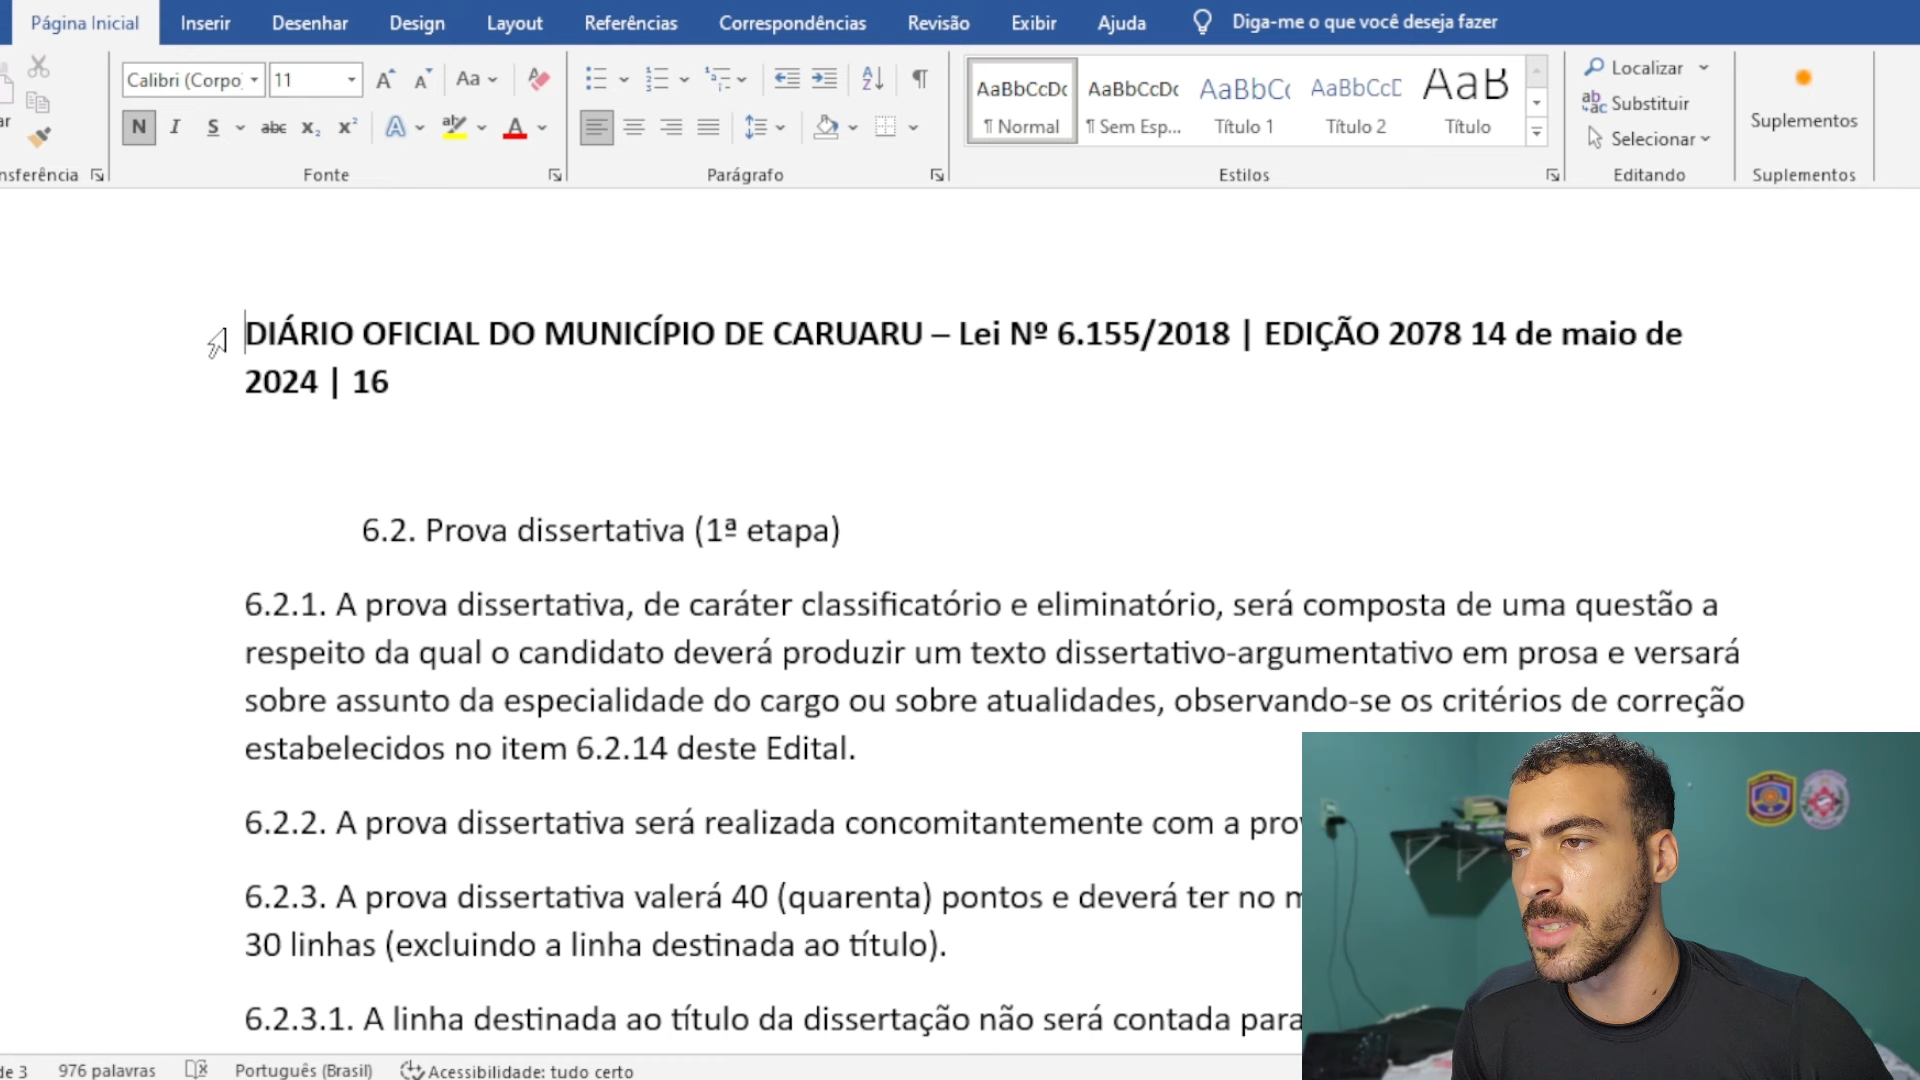 Página Inicial Inserir Desenhar Design Layout Referências Correspondências Revisão Exibir Ajuda Diga-me o que você deseja fazer
Calibri (Corpo 11 Aa
N I S abc x₂ x² A ab A
AaBbCcDc AaBbCcDc AaBbC AaBbCcD AaB
¶ Normal ¶ Sem Esp... Título 1 Título 2 Título
Localizar
Substituir
Selecionar
Suplementos
Fonte Parágrafo Estilos Editando Suplementos
DIÁRIO OFICIAL DO MUNICÍPIO DE CARUARU – Lei Nº 6.155/2018 | EDIÇÃO 2078 14 de maio de
2024 | 16
6.2. Prova dissertativa (1ª etapa)
6.2.1. A prova dissertativa, de caráter classificatório e eliminatório, será composta de uma questão a
respeito da qual o candidato deverá produzir um texto dissertativo-argumentativo em prosa e versará
sobre assunto da especialidade do cargo ou sobre atualidades, observando-se os critérios de correção
estabelecidos no item 6.2.14 deste Edital.
6.2.2. A prova dissertativa será realizada concomitantemente com a
6.2.3. A prova dissertativa valerá 40 (quarenta) pontos e deverá ter no
30 linhas (excluindo a linha destinada ao título).
6.2.3.1. A linha destinada ao título da dissertação não será contada para
de 3 976 palavras Português (Brasil) Acessibilidade: tudo certo